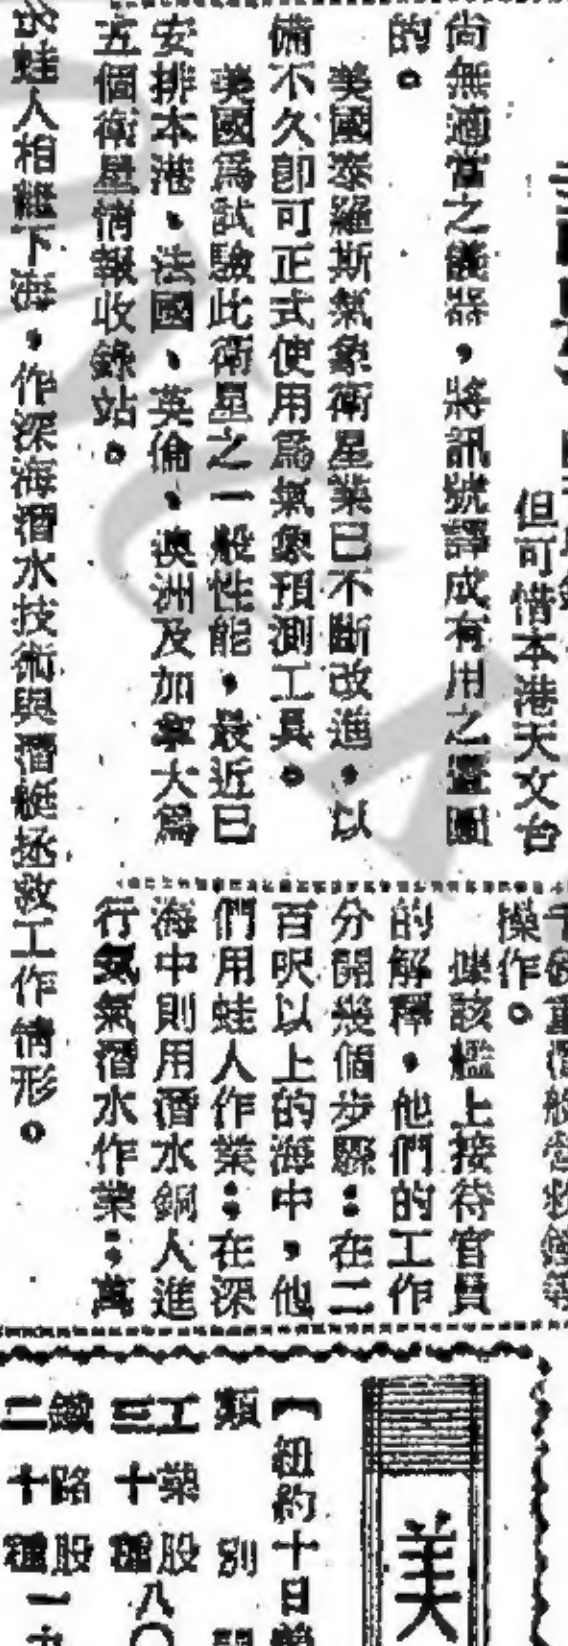 但可惜本港天文台
尚無適當之儀器，將訊號譯成有用之雲圖
的。
美國泰羅斯氣象衛星業已不斷改進，以
備不久卽可正式使用爲氣象預測工具。
美國爲試驗此衛星之一般性能，最近已
安排本港、法國、英倫、澳洲及加拿大爲
五個衛星情報收錄站。
操作。
據該艦上接待官員
的解釋，他們的工作
分開幾個步驟：在二
百呎以上的海中，他
們用蛙人作業；在深
海中則用潛水銅人進
行氦氣潛水作業；萬
水蛙人相繼下海，作深海潛水技術與潛艇拯救工作情形。
美
【紐約十日
類別
工業股
三十種 八〇
鐵路股
二十種 一